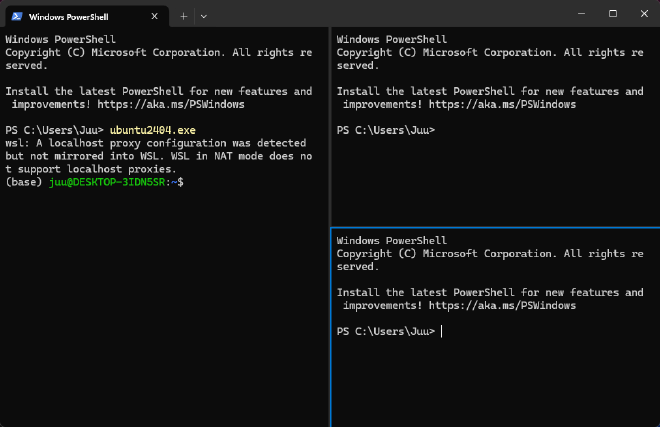 Windows PowerShell
Windows PowerShell
Copyright (C) Microsoft Corporation. All rights re
served.
Install the latest PowerShell for new features and
improvements! https://aka.ms/PSWindows
PS C:\Users\Juu> ubuntu2404.exe
wsl: A localhost proxy configuration was detected
but not mirrored into WSL. WSL in NAT mode does no
t support localhost proxies.
(base) juu@DESKTOP-3IDN5SR:~$
Windows PowerShell
Copyright (C) Microsoft Corporation. All rights re
served.
Install the latest PowerShell for new features and
improvements! https://aka.ms/PSWindows
PS C:\Users\Juu>
Windows PowerShell
Copyright (C) Microsoft Corporation. All rights re
served.
Install the latest PowerShell for new features and
improvements! https://aka.ms/PSWindows
PS C:\Users\Juu>